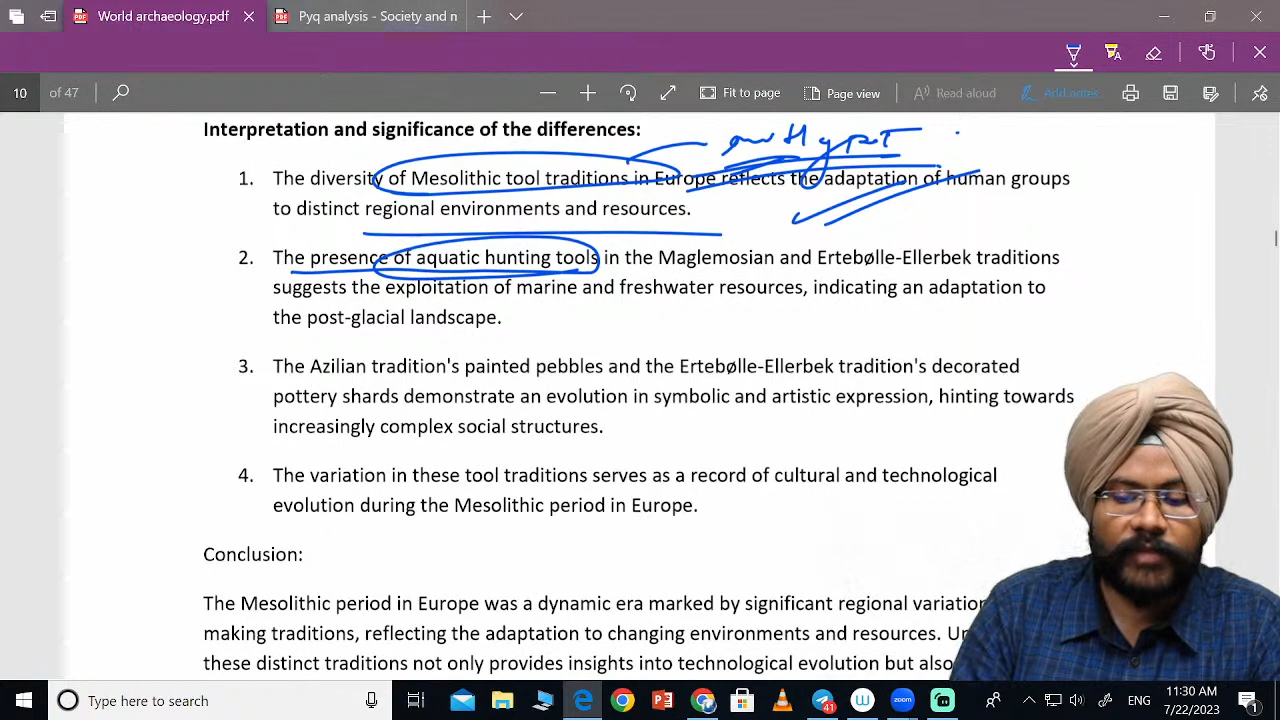 World archaeology.pdf
Pyq analysis - Society and
10 of 47
Fit to page
Page view
Read aloud
Add notes
Interpretation and significance of the differences:
1. The diversity of Mesolithic tool traditions in Europe reflects the adaptation of human groups
to distinct regional environments and resources.
2. The presence of aquatic hunting tools in the Maglemosian and Ertebølle-Ellerbek traditions
suggests the exploitation of marine and freshwater resources, indicating an adaptation to
the post-glacial landscape.
3. The Azilian tradition's painted pebbles and the Ertebølle-Ellerbek tradition's decorated
pottery shards demonstrate an evolution in symbolic and artistic expression, hinting towards
increasingly complex social structures.
4. The variation in these tool traditions serves as a record of cultural and technological
evolution during the Mesolithic period in Europe.
Conclusion:
The Mesolithic period in Europe was a dynamic era marked by significant regional
making traditions, reflecting the adaptation to changing environments and resources.
these distinct traditions not only provides insights into technological evolution but also
Type here to search
41
ENG
11:30 AM
7/22/2023